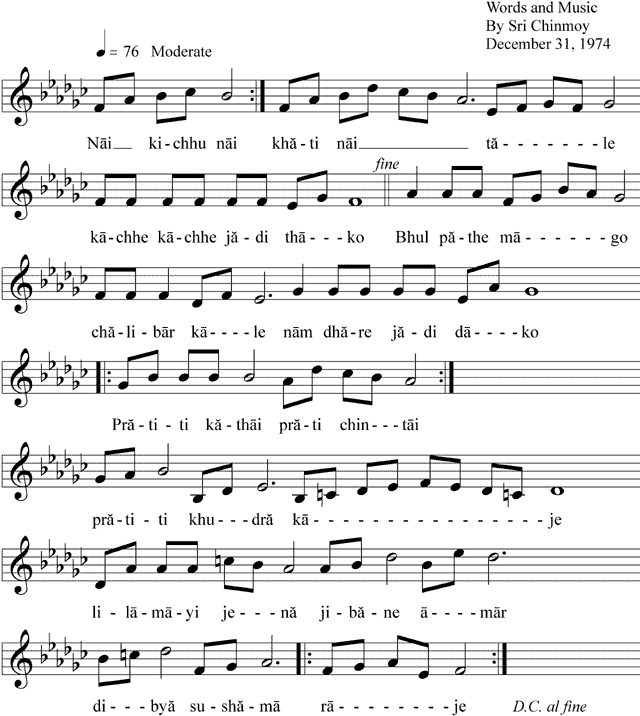 Words and Music
By Sri Chinmoy
December 31, 1974
= 76 Moderate
Nāi ki-chhu nāi khă-ti nāi tă--------le
fine
kā-chhe kā-chhe jă-di thā---ko Bhul pă-the mā------go
chă-li-bār kā----le nām dhă-re jă-di dā---ko
Pră-ti-ti kă-thāi pră-ti chin--tāi
pră-ti-ti khu---dră kā-----------------je
li-lā-mā-yi je---nă ji-bă-ne ā----mār
di---byă su-shă-mā rā------je D.C. al fine